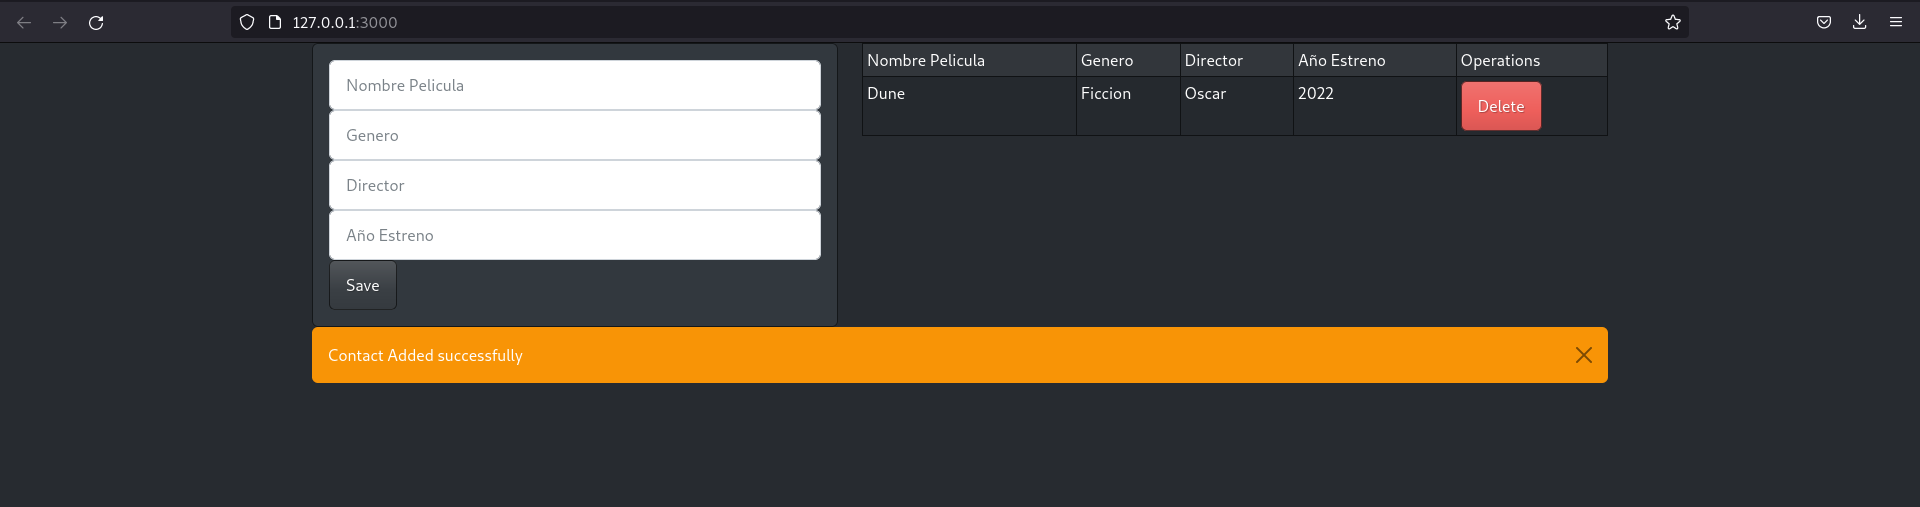 127.0.0.1:3000
Nombre Pelicula
Genero
Director
Año Estreno
Save
Nombre Pelicula Genero Director Año Estreno Operations
Dune Ficcion Oscar 2022 Delete
Contact Added successfully